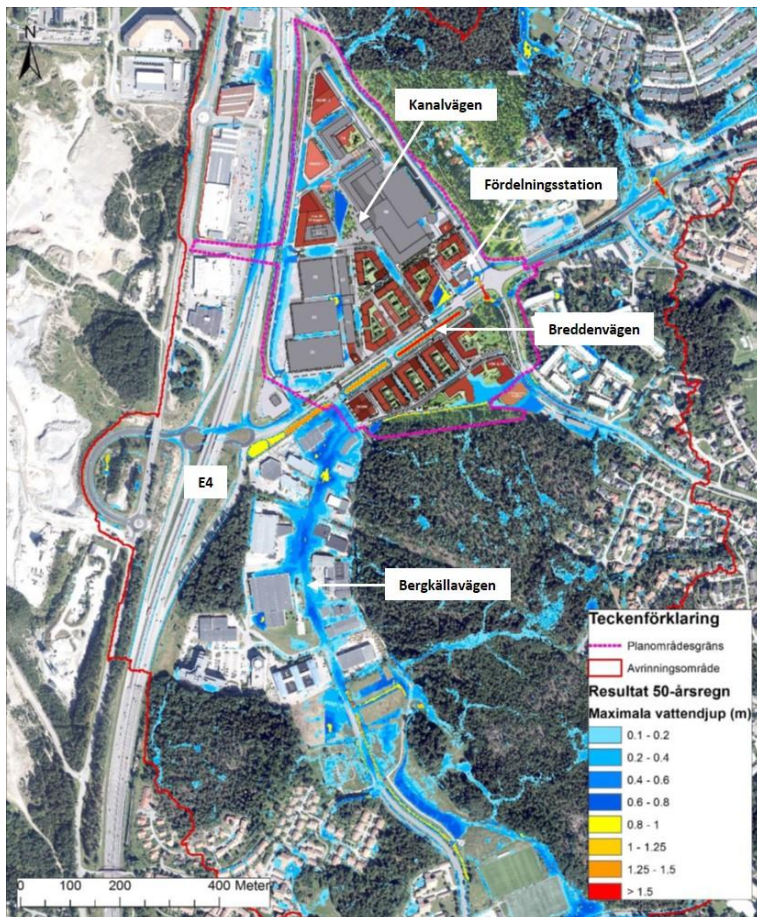 N
Kanalvägen
Fördelningsstation
Breddenvägen
E4
Bergkällavägen
Teckenförklaring
Planområdesgräns
Avrinningsområde
Resultat 50-årsregn
Maximala vattendjup (m)
0.1 - 0.2
0.2 - 0.4
0.4 - 0.6
0.6 - 0.8
0.8 - 1
1 - 1.25
1.25 - 1.5
> 1.5
0 100 200 400 Meter